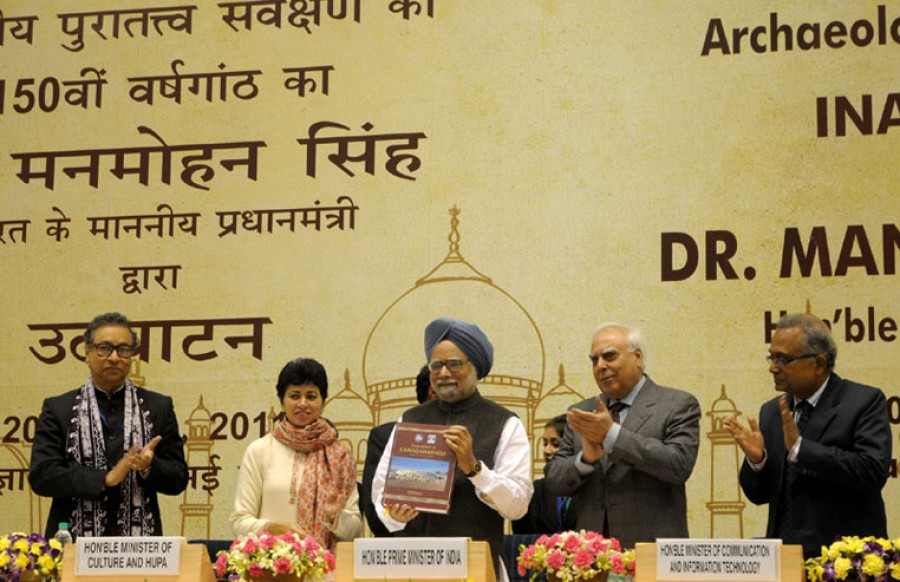 ीय पुरातत्त्व सर्वेक्षण की
150वीं वर्षगांठ का
मनमोहन सिंह
रत के माननीय प्रधानमंत्री
द्वारा
उद्घाटन
Archaeolo
INA
DR. MAN
Hon'ble
KANAGANAHALLI
HON'BLE MINISTER OF
CULTURE AND HUPA
HON'BLE PRIME MINISTER OF INDIA
HON'BLE MINISTER OF COMMUNICATION
AND INFORMATION TECHNOLOGY